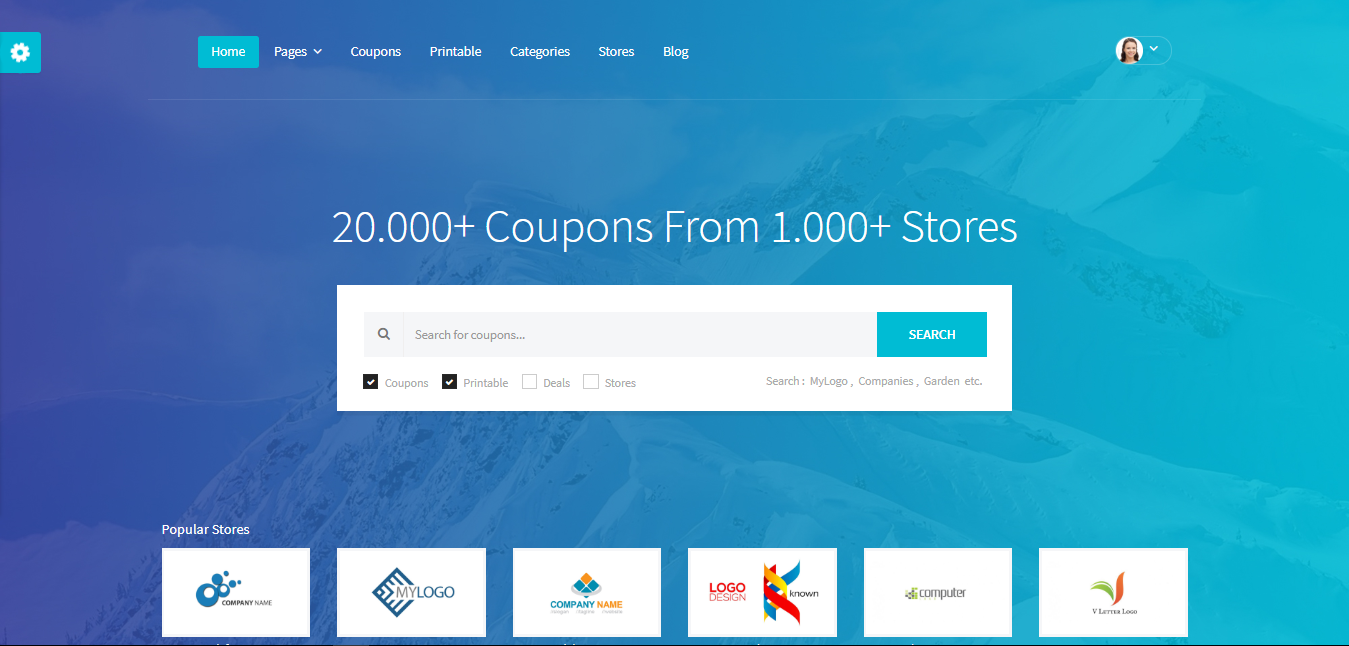 Home Pages Coupons Printable Categories Stores Blog
20.000+ Coupons From 1.000+ Stores
Search for coupons...
SEARCH
Coupons Printable Deals Stores
Search : MyLogo , Companies , Garden etc.
Popular Stores
COMPANY NAME
MYLOGO
COMPANY NAME
LOGO
DESIGN
known
computer
V LETTER LOGO